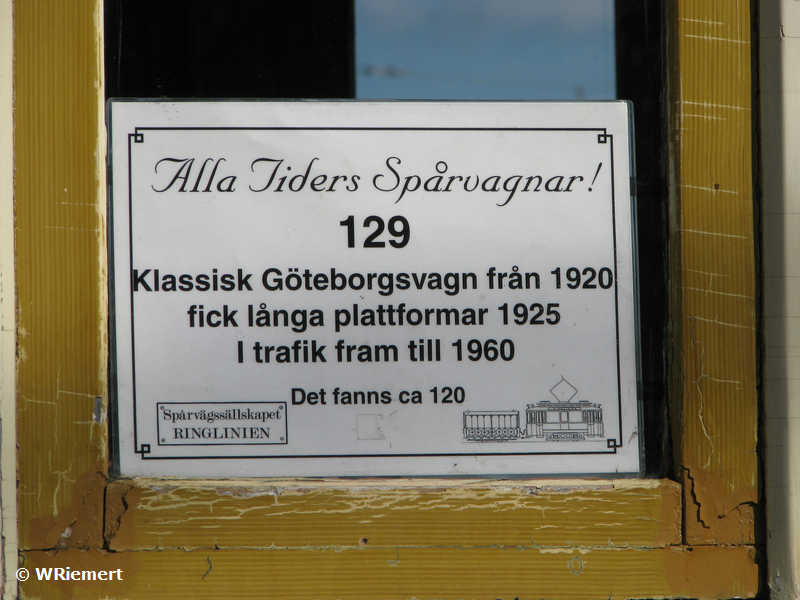 Alla Tiders Spårvagnar!
129
Klassisk Göteborgsvagn från 1920
fick långa plattformar 1925
I trafik fram till 1960
Det fanns ca 120
Spårvägssällskapet
RINGLINIEN
© WRiemert